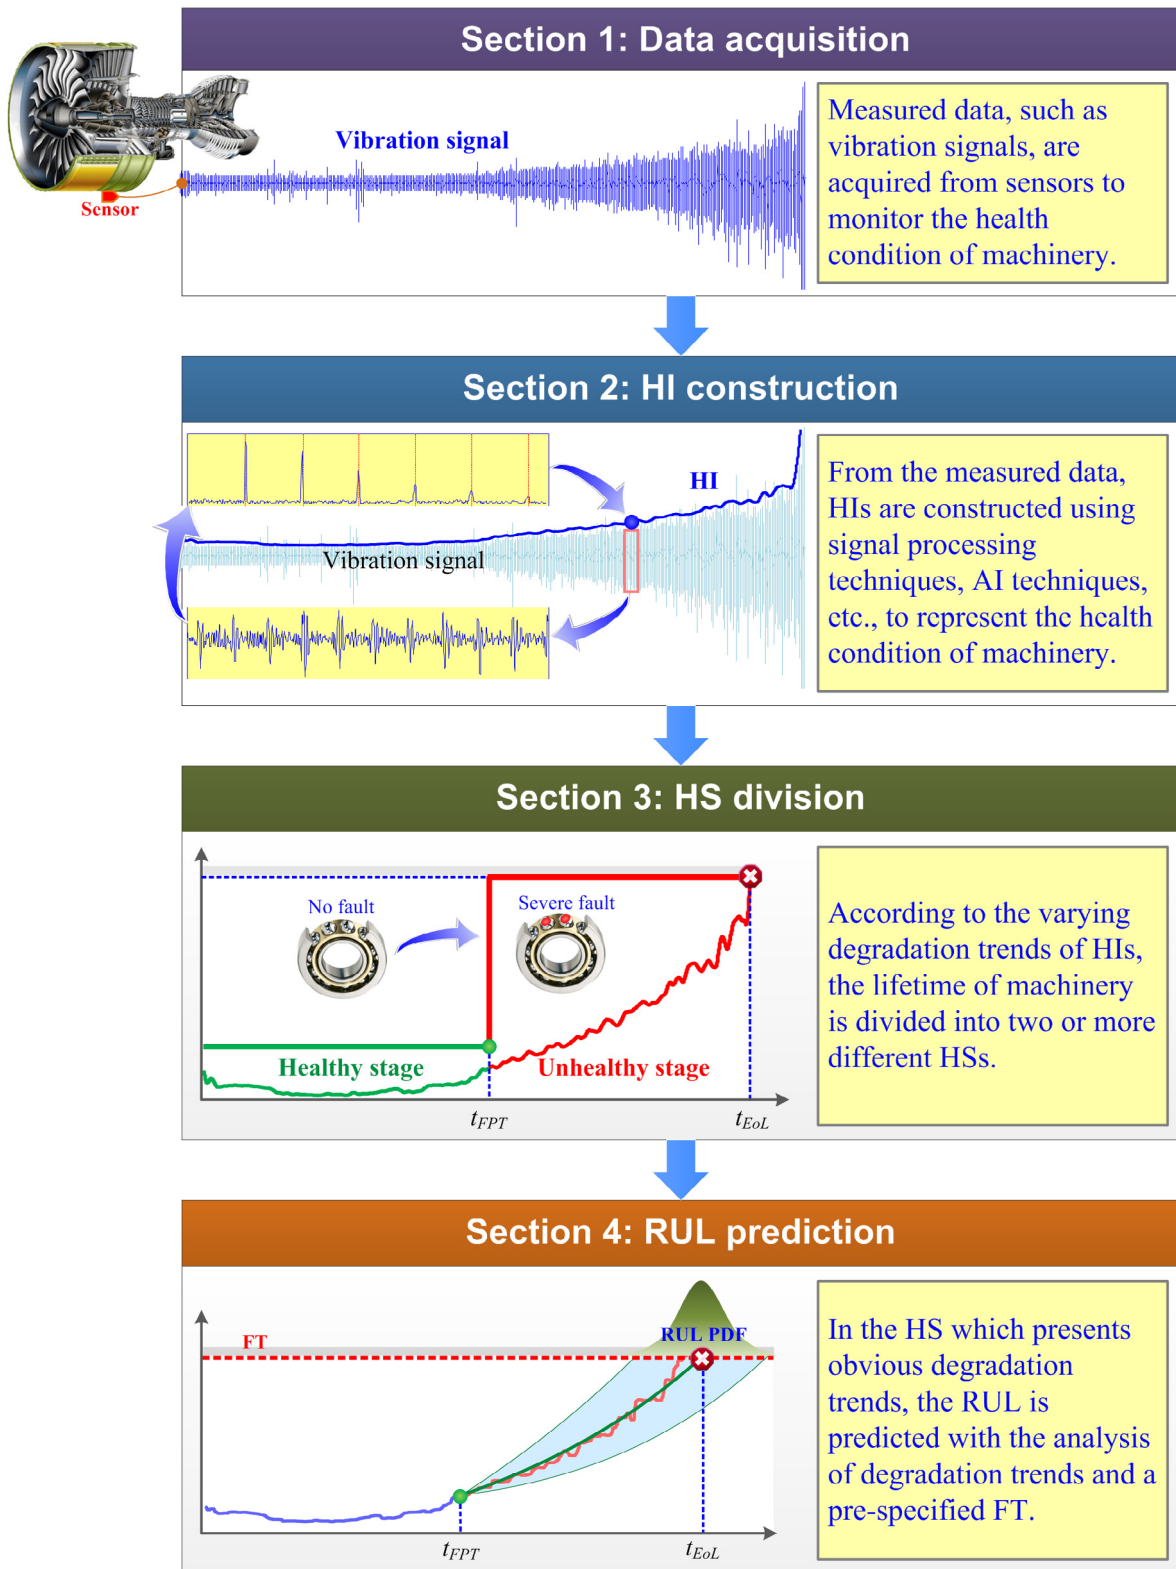 Section 1: Data acquisition
Vibration signal
Sensor
Measured data, such as
vibration signals, are
acquired from sensors to
monitor the health
condition of machinery.
Section 2: HI construction
HI
Vibration signal
From the measured data,
HIs are constructed using
signal processing
techniques, AI techniques,
etc., to represent the health
condition of machinery.
Section 3: HS division
No fault
Severe fault
Healthy stage
Unhealthy stage
t_FPT
t_EoL
According to the varying
degradation trends of HIs,
the lifetime of machinery
is divided into two or more
different HSs.
Section 4: RUL prediction
FT
RUL PDF
t_FPT
t_EoL
In the HS which presents
obvious degradation
trends, the RUL is
predicted with the analysis
of degradation trends and a
pre-specified FT.